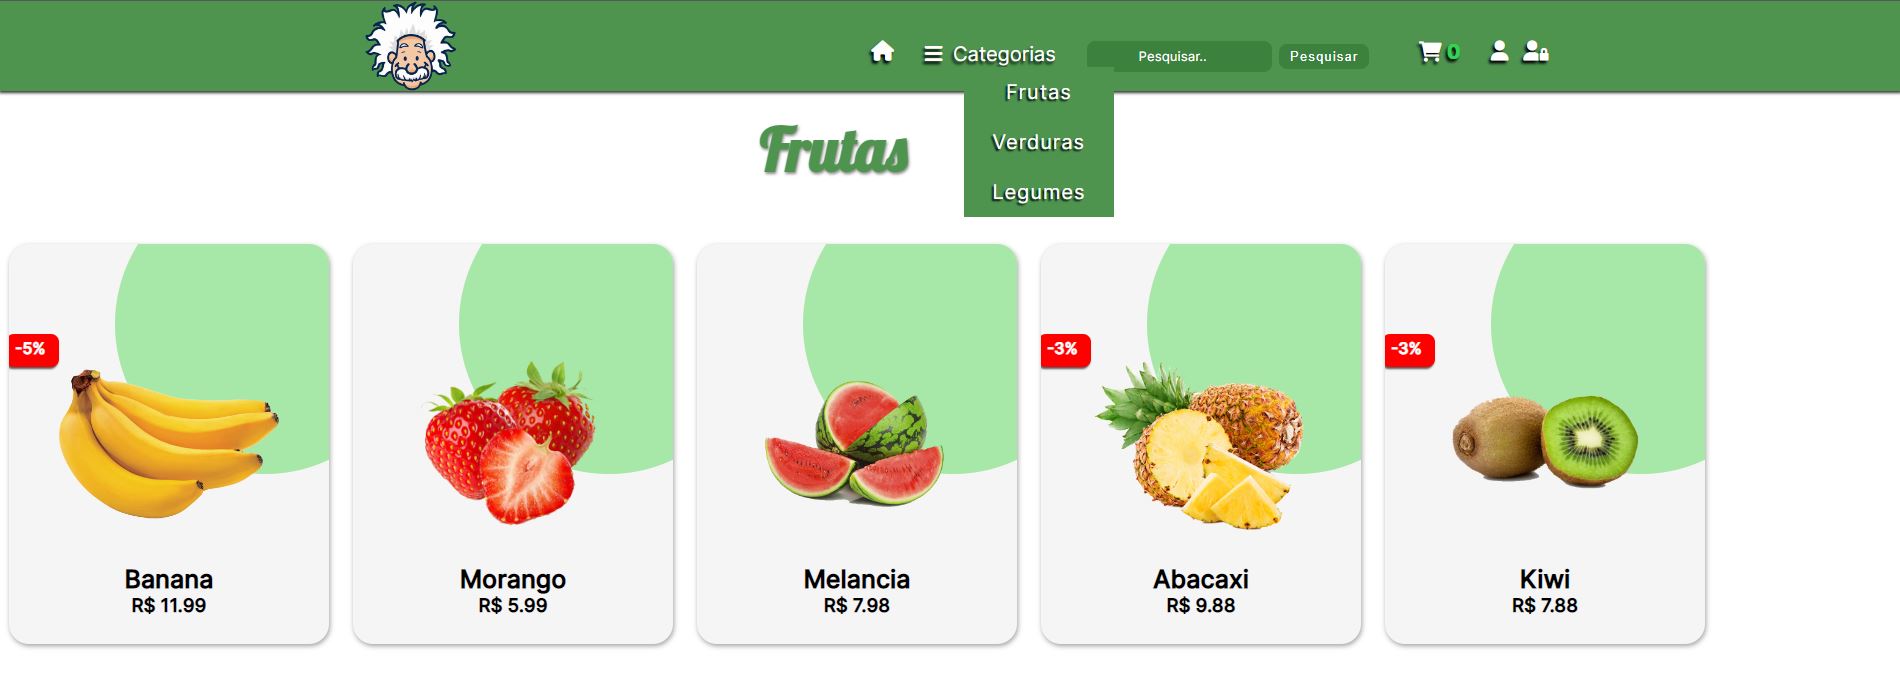 Categorias
Pesquisar..
Pesquisar
0
Frutas
Verduras
Legumes
Frutas
-5%
Banana
R$ 11.99
Morango
R$ 5.99
Melancia
R$ 7.98
-3%
Abacaxi
R$ 9.88
-3%
Kiwi
R$ 7.88